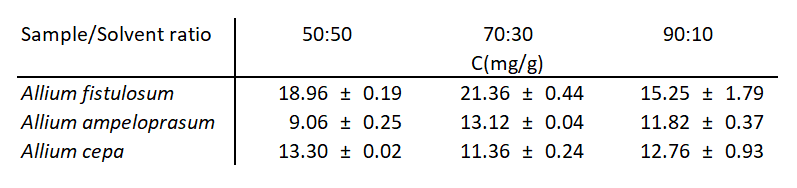 Sample/Solvent ratio 50:50 70:30 90:10
C(mg/g)
Allium fistulosum 18.96 ± 0.19 21.36 ± 0.44 15.25 ± 1.79
Allium ampeloprasum 9.06 ± 0.25 13.12 ± 0.04 11.82 ± 0.37
Allium cepa 13.30 ± 0.02 11.36 ± 0.24 12.76 ± 0.93